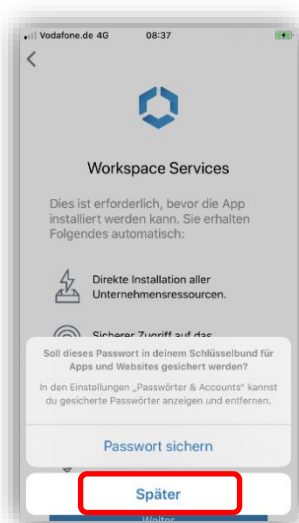 Vodafone.de 4G 08:37
Workspace Services
Dies ist erforderlich, bevor die App
installiert werden kann. Sie erhalten
Folgendes automatisch:
Direkte Installation aller
Unternehmensressourcen.
Sicherer Zugriff auf das
Soll dieses Passwort in deinem Schlüsselbund für
Apps und Websites gesichert werden?
In den Einstellungen „Passwörter & Accounts“ kannst
du gesicherte Passwörter anzeigen und entfernen.
Passwort sichern
Später
Weiter